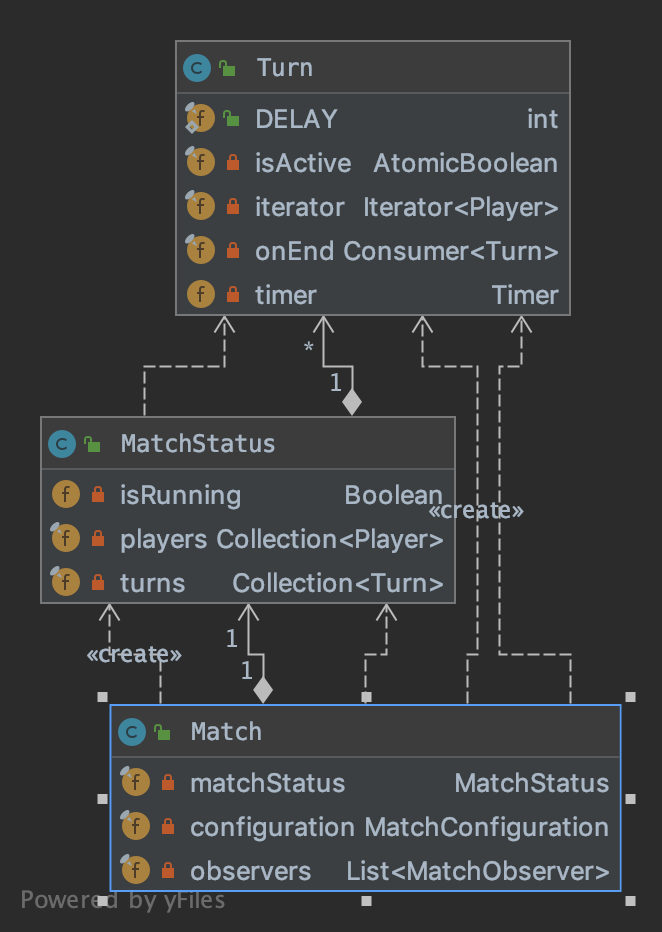 C Turn
f DELAY int
f isActive AtomicBoolean
f iterator Iterator<Player>
f onEnd Consumer<Turn>
f timer Timer
*
1
C MatchStatus
f isRunning Boolean
«create»
f players Collection<Player>
f turns Collection<Turn>
1
«create»
1
C Match
f matchStatus MatchStatus
f configuration MatchConfiguration
f observers List<MatchObserver>
Powered by yFiles